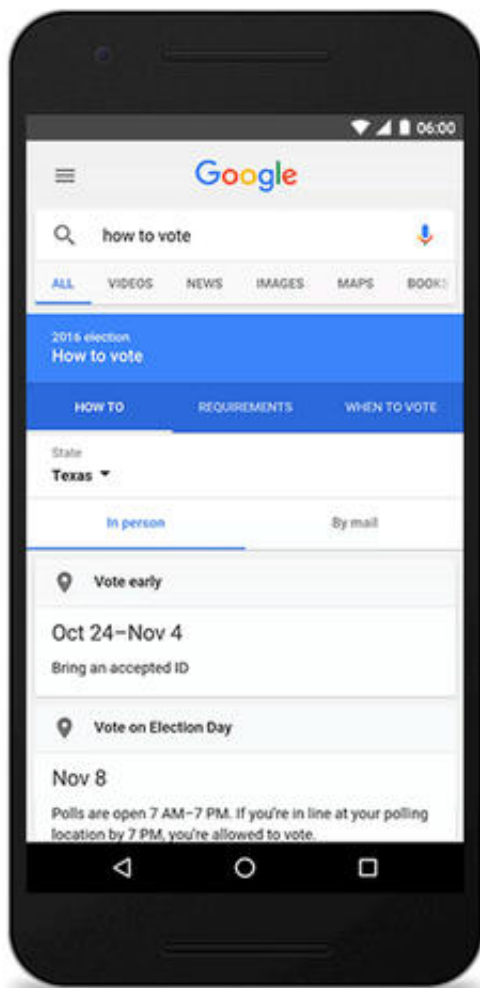 06:00
Google
how to vote
ALL VIDEOS NEWS IMAGES MAPS BOOKS
2016 election
How to vote
HOW TO REQUIREMENTS WHEN TO VOTE
State
Texas
In person By mail
Vote early
Oct 24–Nov 4
Bring an accepted ID
Vote on Election Day
Nov 8
Polls are open 7 AM–7 PM. If you're in line at your polling
location by 7 PM, you're allowed to vote.